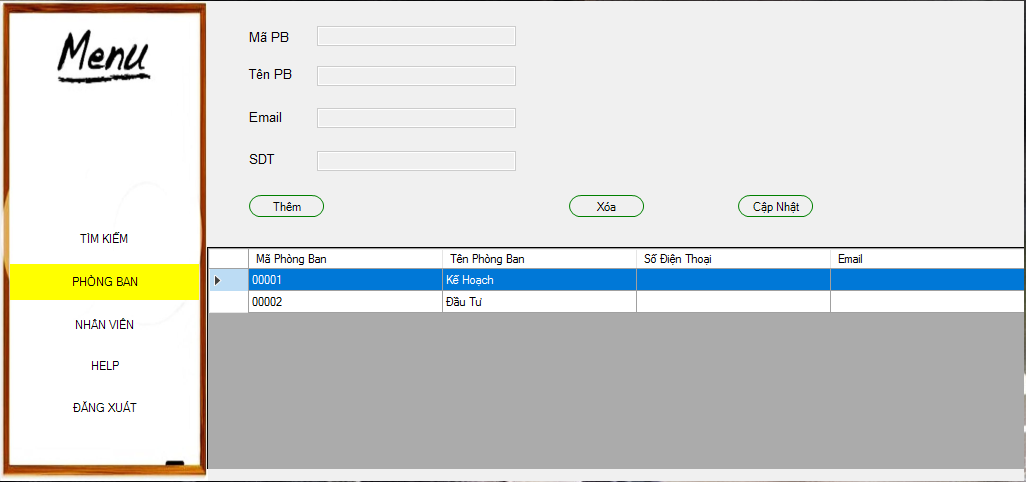 Menu
TÌM KIẾM
PHÒNG BAN
NHÂN VIÊN
HELP
ĐĂNG XUẤT
Mã PB
Tên PB
Email
SDT
Thêm Xóa Cập Nhật
Mã Phòng Ban Tên Phòng Ban Số Điện Thoại Email
00001 Kế Hoạch
00002 Đầu Tư